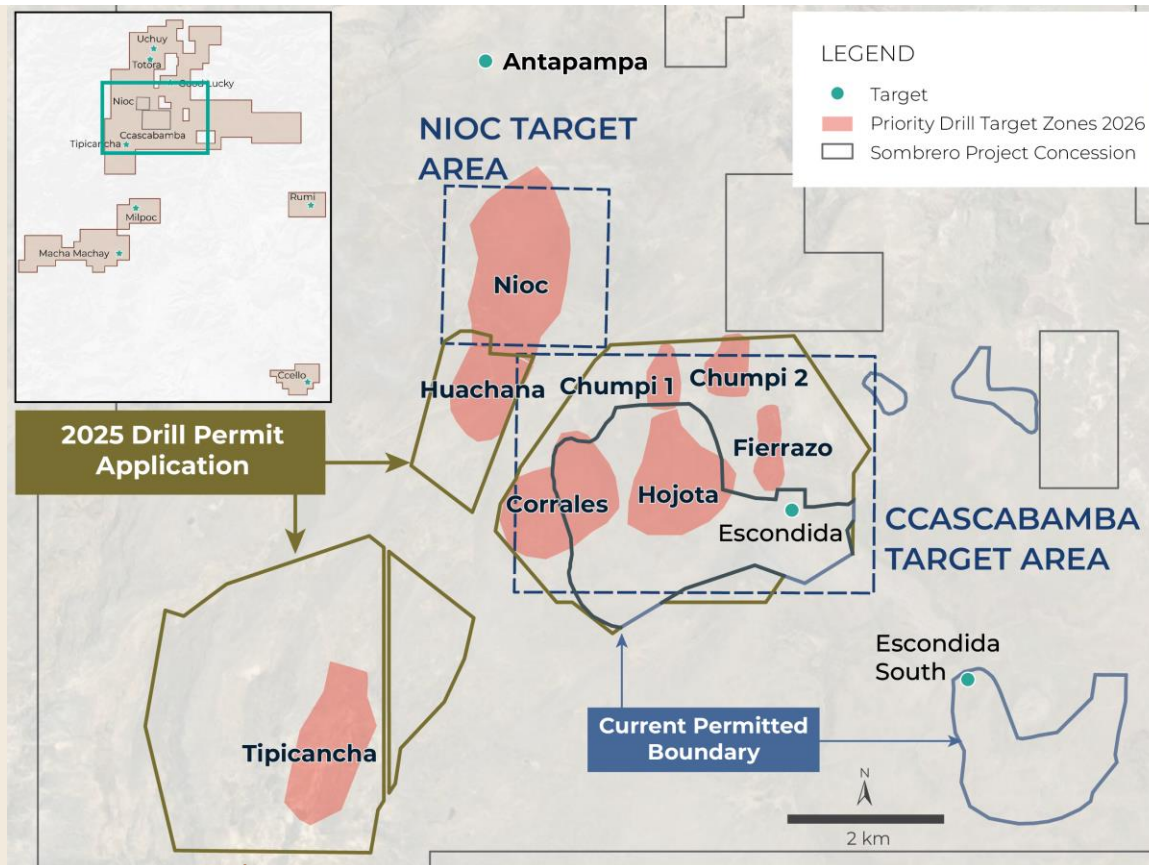 Uchuy
Totora
Good Lucky
Nioc
Ccascabamba
Tipicancha
Rumi
Milpoc
Macha Machay
Ccello
Antapampa
LEGEND
Target
Priority Drill Target Zones 2026
Sombrero Project Concession
NIOC TARGET
AREA
Nioc
Huachana
Chumpi 1
Chumpi 2
Fierrazo
Corrales
Hojota
Escondida
2025 Drill Permit
Application
CCASCABAMBA
TARGET AREA
Escondida
South
Tipicancha
Current Permitted
Boundary
N
2 km